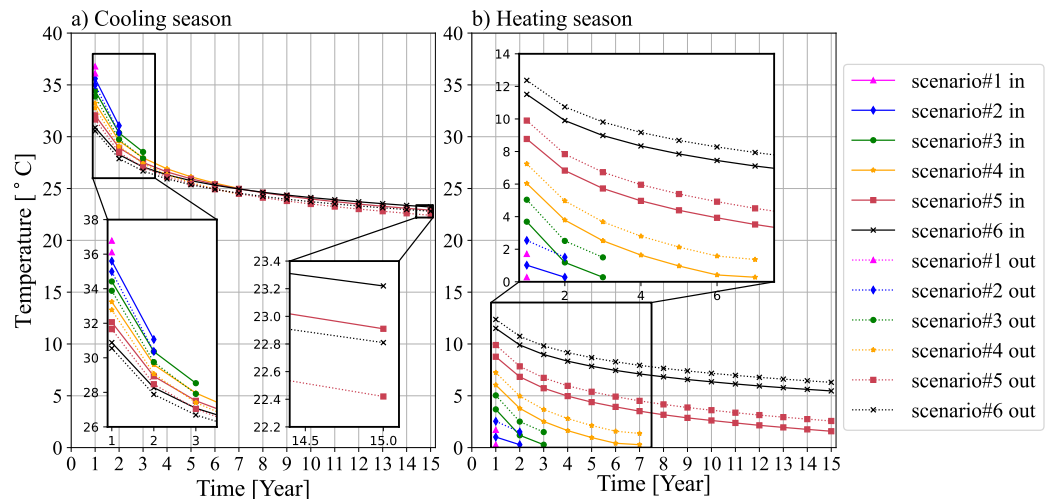 a) Cooling season
b) Heating season
Temperature [°C]
40
35
30
25
20
15
10
5
0
38
36
34
32
30
28
26
1
2
3
23.4
23.2
23.0
22.8
22.6
22.4
22.2
14.5
15.0
0 1 2 3 4 5 6 7 8 9 10 11 12 13 14 15
Time [Year]
40
35
30
25
20
15
10
5
0
14
12
10
8
6
4
2
0
2
4
6
0 1 2 3 4 5 6 7 8 9 10 11 12 13 14 15
Time [Year]
scenario#1 in
scenario#2 in
scenario#3 in
scenario#4 in
scenario#5 in
scenario#6 in
scenario#1 out
scenario#2 out
scenario#3 out
scenario#4 out
scenario#5 out
scenario#6 out